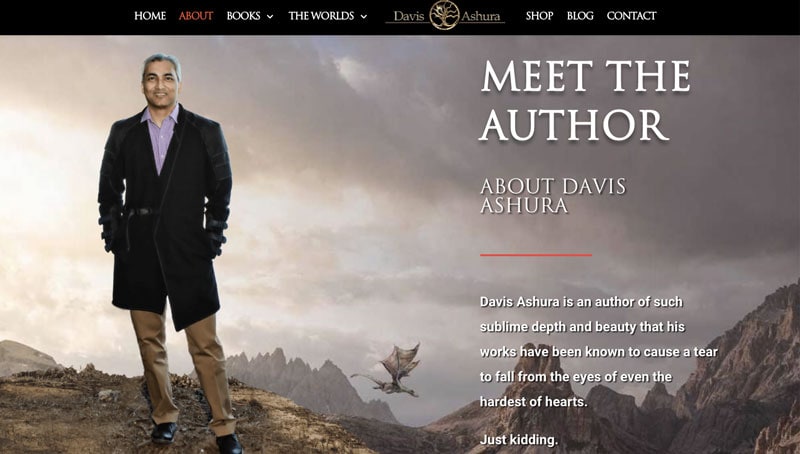 HOME ABOUT BOOKS THE WORLDS Davis Ashura SHOP BLOG CONTACT
MEET THE
AUTHOR
ABOUT DAVIS
ASHURA
Davis Ashura is an author of such
sublime depth and beauty that his
works have been known to cause a tear
to fall from the eyes of even the
hardest of hearts.
Just kidding.